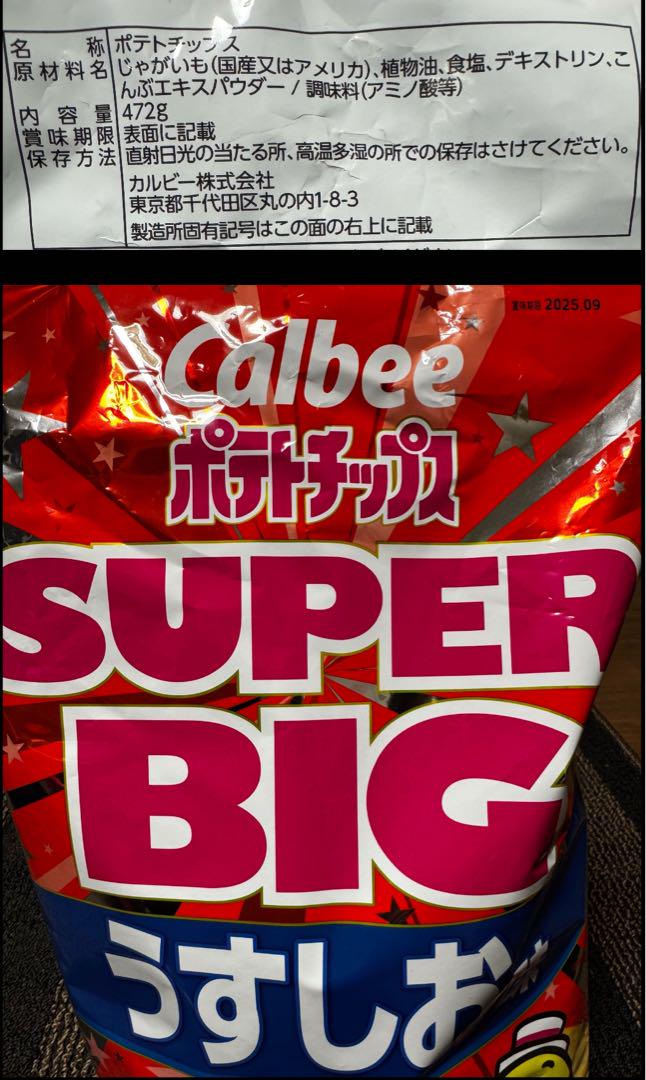 名称 ポテトチップス
原材料名 じゃがいも(国産又はアメリカ)、植物油、食塩、デキストリン、こ
んぶエキスパウダー / 調味料(アミノ酸等)
内容量 472g
賞味期限 表面に記載
保存方法 直射日光の当たる所、高温多湿の所での保存はさけてください。
カルビー株式会社
東京都千代田区丸の内1-8-3
製造所固有記号はこの面の右上に記載
賞味期限 2025.09
Calbee
ポテトチップス
SUPER
BIG
うすしお味